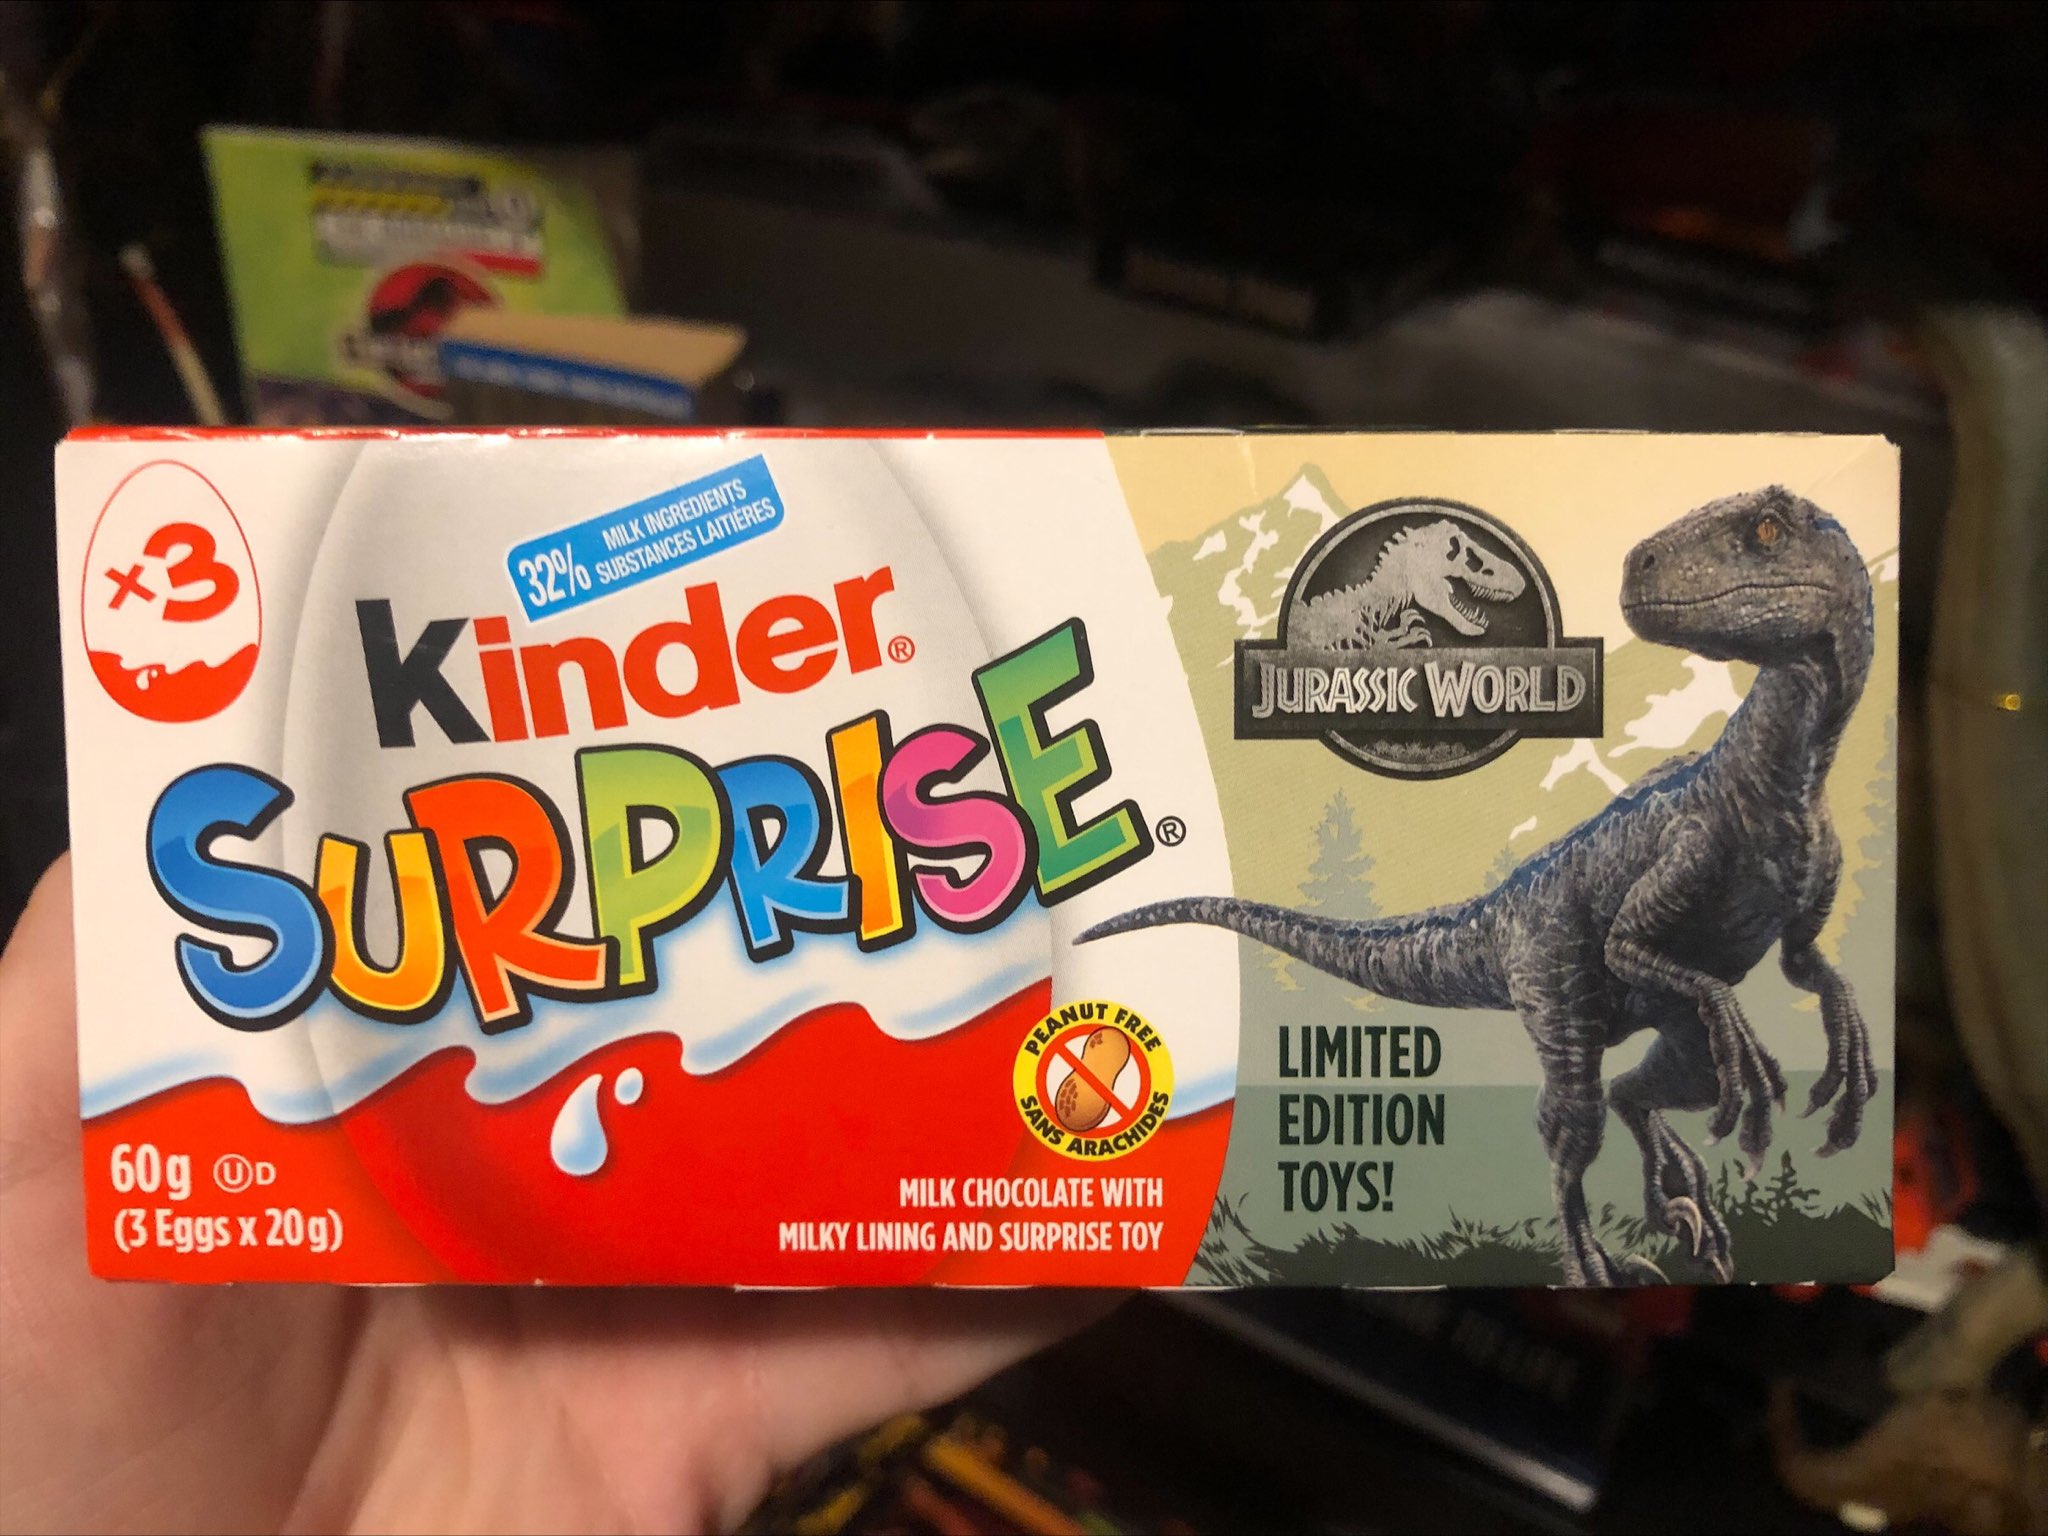 x3
32% MILK INGREDIENTS
SUBSTANCES LAITIÈRES
kinder®
SURPRISE®
PEANUT FREE
SANS ARACHIDES
60g ⓊD
(3 Eggs x 20g)
MILK CHOCOLATE WITH
MILKY LINING AND SURPRISE TOY
JURASSIC WORLD
LIMITED
EDITION
TOYS!